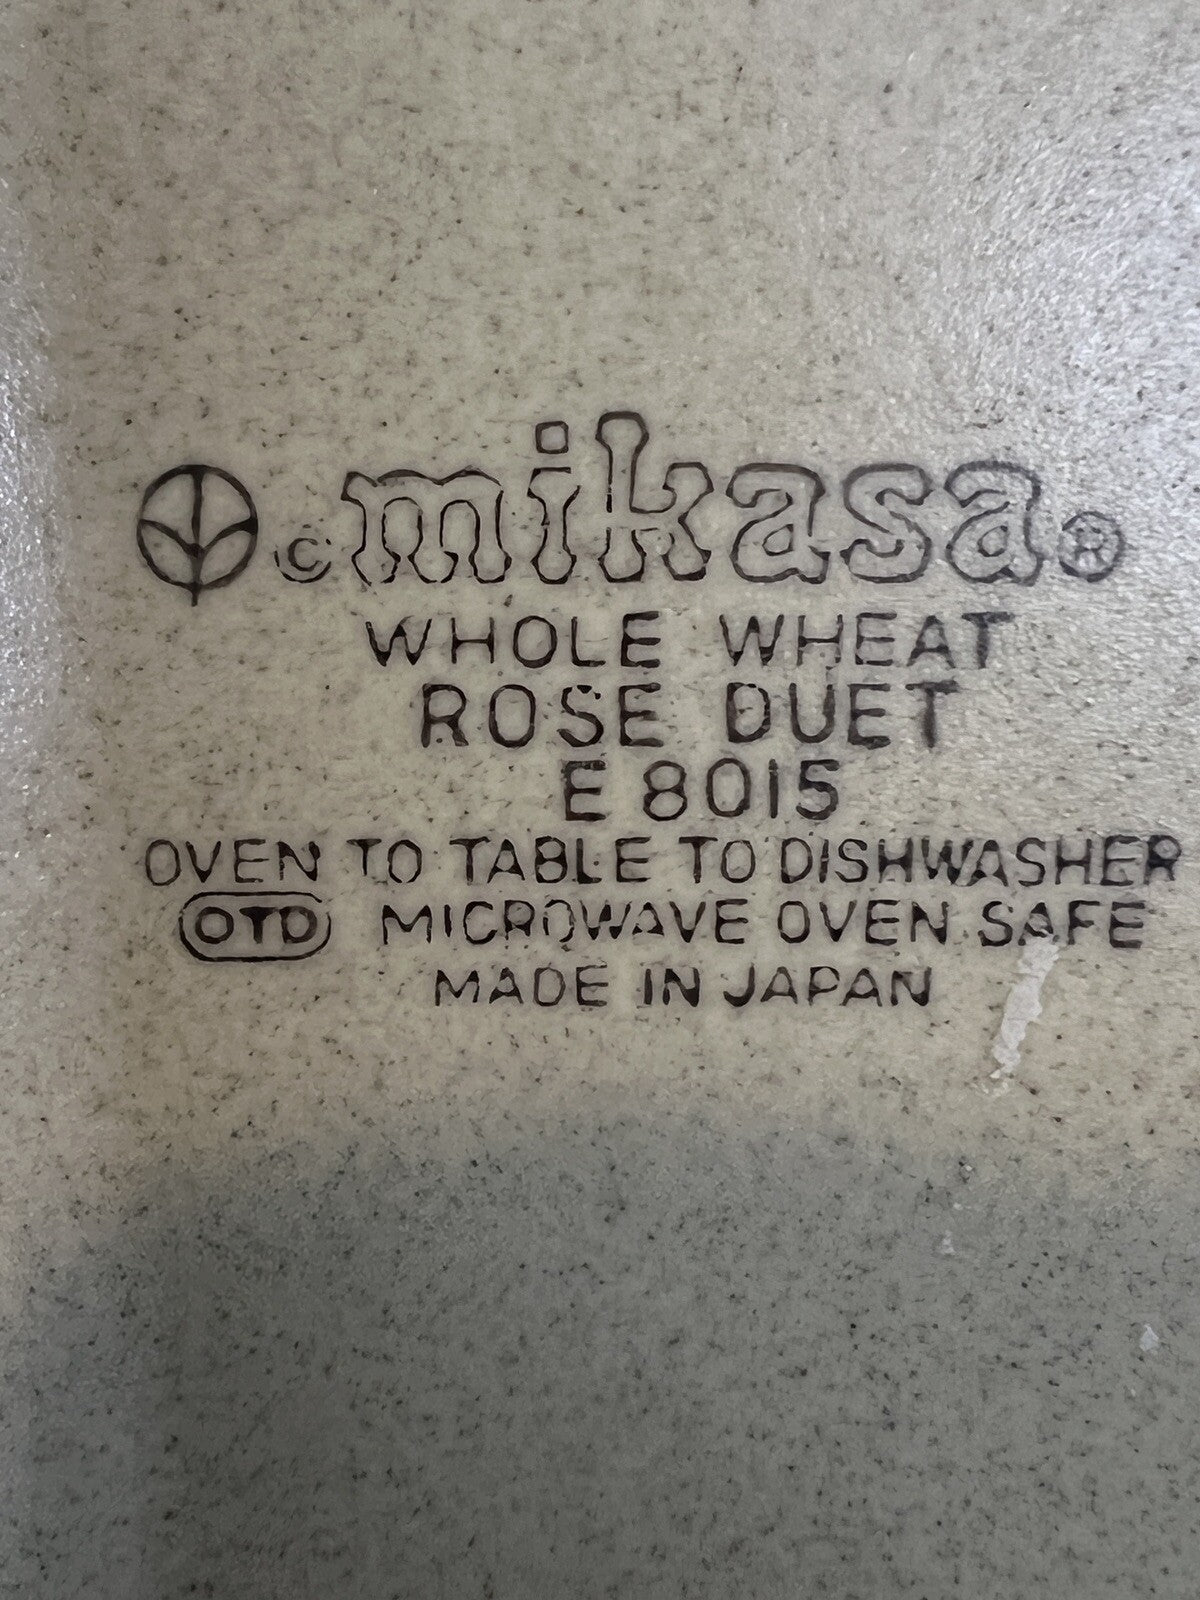 © mikasa ®
WHOLE WHEAT
ROSE DUET
E 8015
OVEN TO TABLE TO DISHWASHER
OTD MICROWAVE OVEN SAFE
MADE IN JAPAN